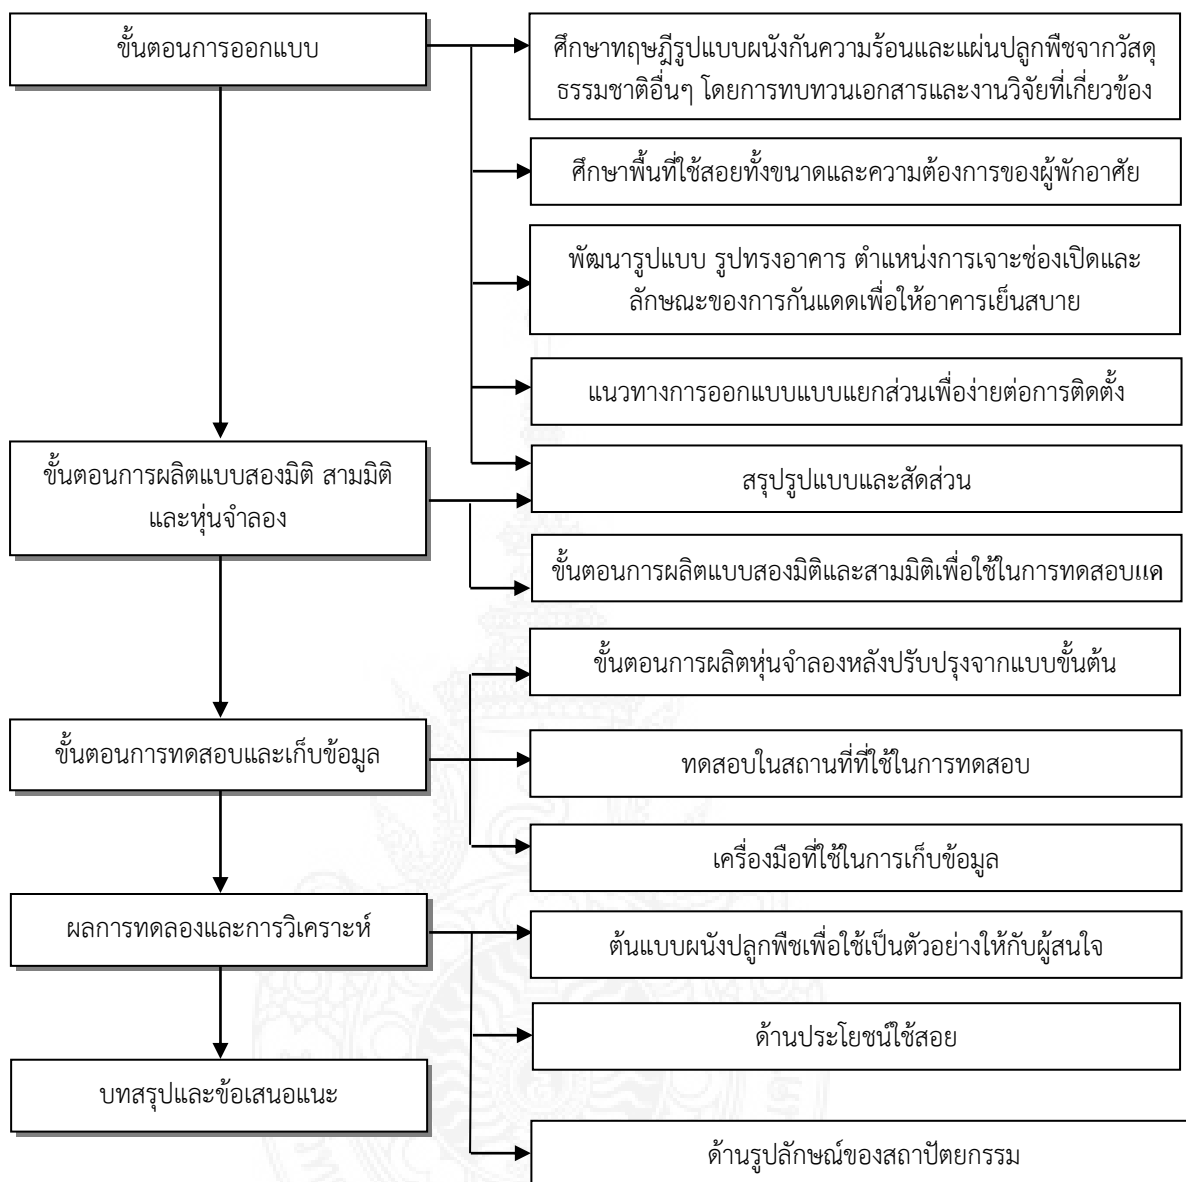 ขั้นตอนการออกแบบ
ศึกษาทฤษฎีรูปแบบผนังกันความร้อนและแผ่นปลูกพืชจากวัสดุ
ธรรมชาติอื่นๆ โดยการทบทวนเอกสารและงานวิจัยที่เกี่ยวข้อง
ศึกษาพื้นที่ใช้สอยทั้งขนาดและความต้องการของผู้พักอาศัย
พัฒนารูปแบบ รูปทรงอาคาร ตำแหน่งการเจาะช่องเปิดและ
ลักษณะของการกันแดดเพื่อให้อาคารเย็นสบาย
แนวทางการออกแบบแบบแยกส่วนเพื่อง่ายต่อการติดตั้ง
ขั้นตอนการผลิตแบบสองมิติ สามมิติ
และหุ่นจำลอง
สรุปรูปแบบและสัดส่วน
ขั้นตอนการผลิตแบบสองมิติและสามมิติเพื่อใช้ในการทดสอบแด
ขั้นตอนการผลิตหุ่นจำลองหลังปรับปรุงจากแบบขั้นต้น
ขั้นตอนการทดสอบและเก็บข้อมูล
ทดสอบในสถานที่ที่ใช้ในการทดสอบ
เครื่องมือที่ใช้ในการเก็บข้อมูล
ผลการทดลองและการวิเคราะห์
ต้นแบบผนังปลูกพืชเพื่อใช้เป็นตัวอย่างให้กับผู้สนใจ
ด้านประโยชน์ใช้สอย
บทสรุปและข้อเสนอแนะ
ด้านรูปลักษณ์ของสถาปัตยกรรม